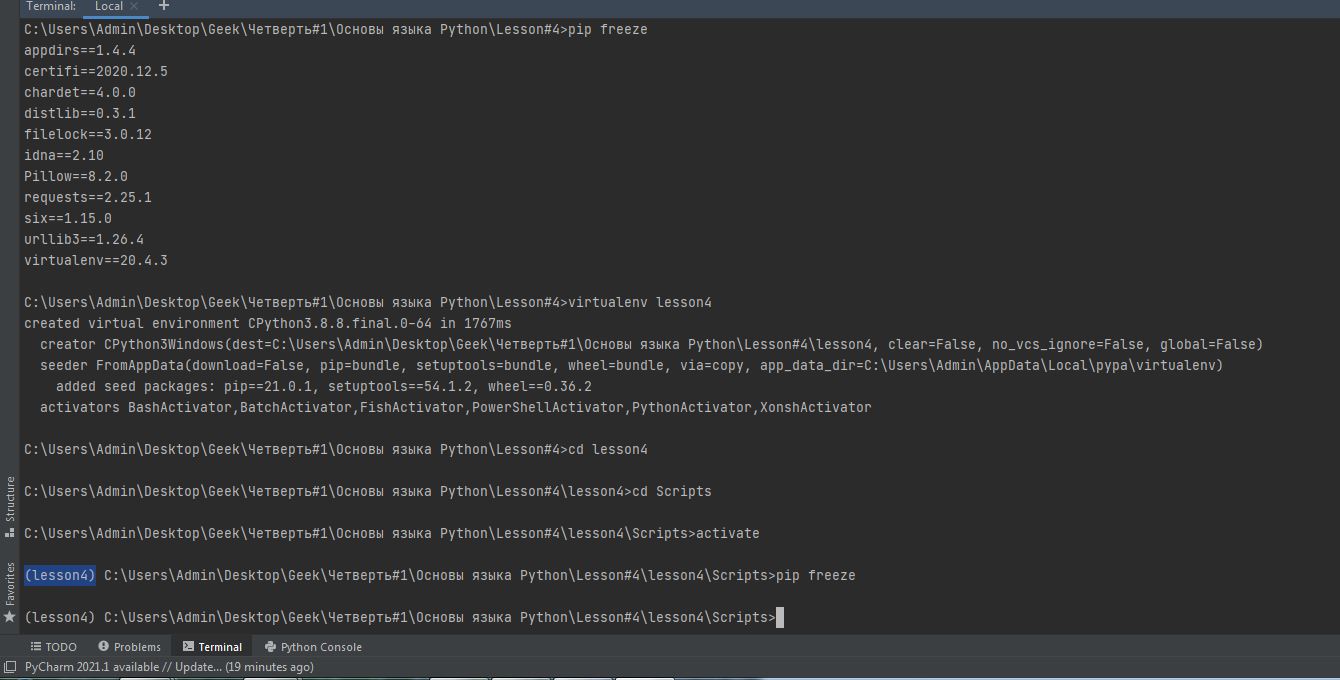 Terminal: Local × +
C:\Users\Admin\Desktop\Geek\Четверть#1\Основы языка Python\Lesson#4>pip freeze
appdirs==1.4.4
certifi==2020.12.5
chardet==4.0.0
distlib==0.3.1
filelock==3.0.12
idna==2.10
Pillow==8.2.0
requests==2.25.1
six==1.15.0
urllib3==1.26.4
virtualenv==20.4.3
C:\Users\Admin\Desktop\Geek\Четверть#1\Основы языка Python\Lesson#4>virtualenv lesson4
created virtual environment CPython3.8.8.final.0-64 in 1767ms
creator CPython3Windows(dest=C:\Users\Admin\Desktop\Geek\Четверть#1\Основы языка Python\Lesson#4\lesson4, clear=False, no_vcs_ignore=False, global=False)
seeder FromAppData(download=False, pip=bundle, setuptools=bundle, wheel=bundle, via=copy, app_data_dir=C:\Users\Admin\AppData\Local\pypa\virtualenv)
added seed packages: pip==21.0.1, setuptools==54.1.2, wheel==0.36.2
activators BashActivator,BatchActivator,FishActivator,PowerShellActivator,PythonActivator,XonshActivator
C:\Users\Admin\Desktop\Geek\Четверть#1\Основы языка Python\Lesson#4>cd lesson4
C:\Users\Admin\Desktop\Geek\Четверть#1\Основы языка Python\Lesson#4\lesson4>cd Scripts
C:\Users\Admin\Desktop\Geek\Четверть#1\Основы языка Python\Lesson#4\lesson4\Scripts>activate
(lesson4) C:\Users\Admin\Desktop\Geek\Четверть#1\Основы языка Python\Lesson#4\lesson4\Scripts>pip freeze
(lesson4) C:\Users\Admin\Desktop\Geek\Четверть#1\Основы языка Python\Lesson#4\lesson4\Scripts>
Structure
Favorites
TODO Problems Terminal Python Console
PyCharm 2021.1 available // Update... (19 minutes ago)